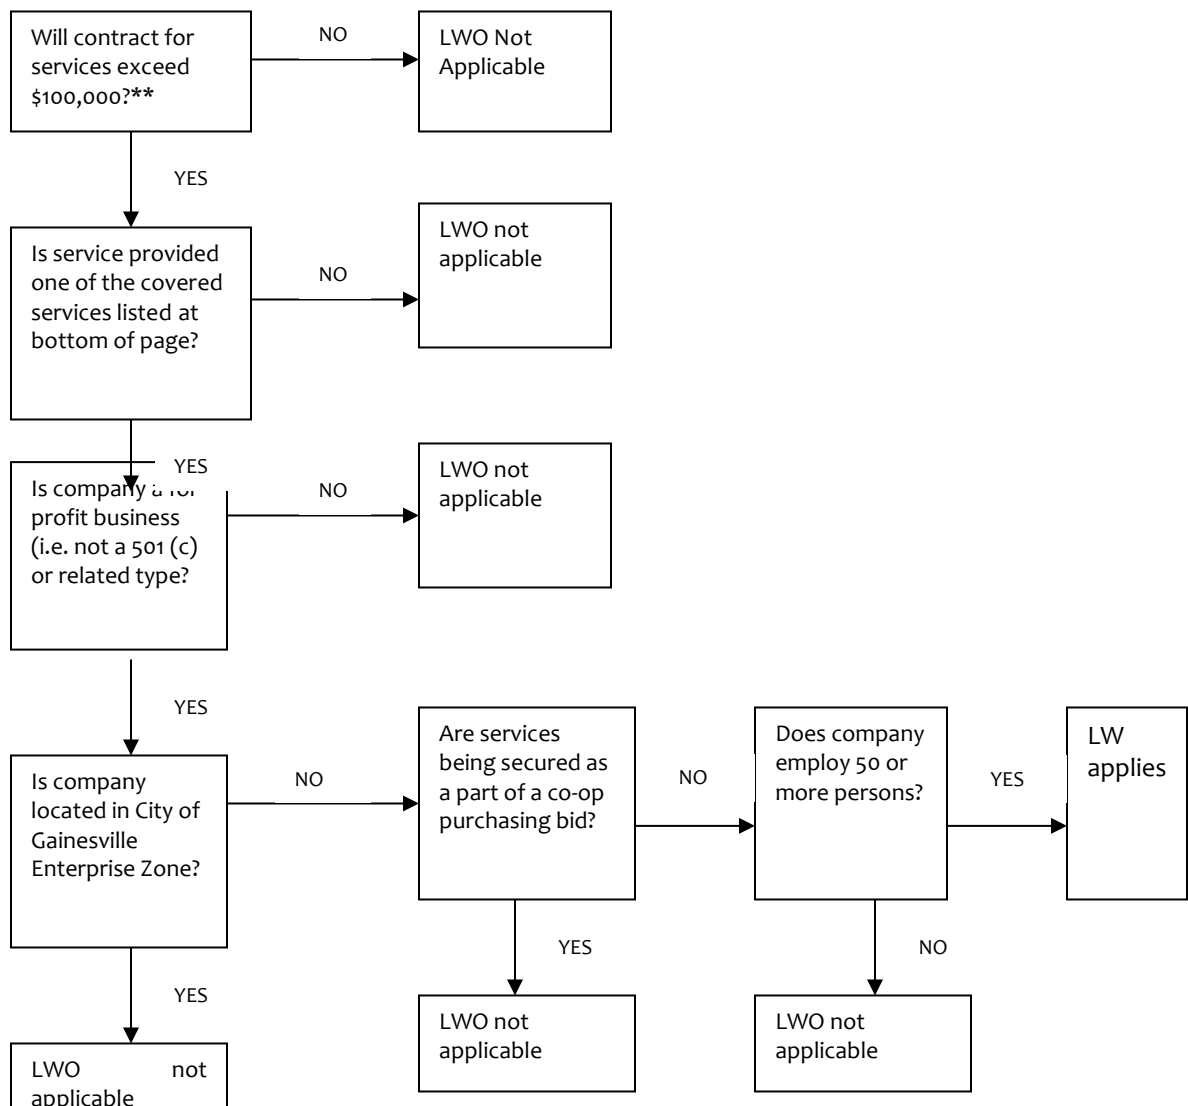 Will contract for
services exceed
$100,000?**
NO
LWO Not
Applicable
YES
Is service provided
one of the covered
services listed at
bottom of page?
NO
LWO not
applicable
YES
Is company a for
profit business
(i.e. not a 501 (c)
or related type?
NO
LWO not
applicable
YES
Is company
located in City of
Gainesville
Enterprise Zone?
NO
Are services
being secured as
a part of a co-op
purchasing bid?
NO
Does company
employ 50 or
more persons?
YES
LW
applies
YES
LWO not
applicable
YES
LWO not
applicable
NO
LWO not
applicable